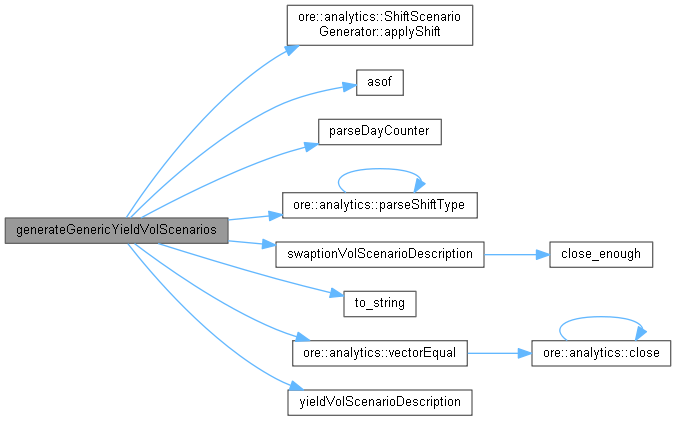 ore::analytics::ShiftScenario
Generator::applyShift
asof
parseDayCounter
ore::analytics::parseShiftType
generateGenericYieldVolScenarios
swaptionVolScenarioDescription
close_enough
to_string
ore::analytics::vectorEqual
ore::analytics::close
yieldVolScenarioDescription